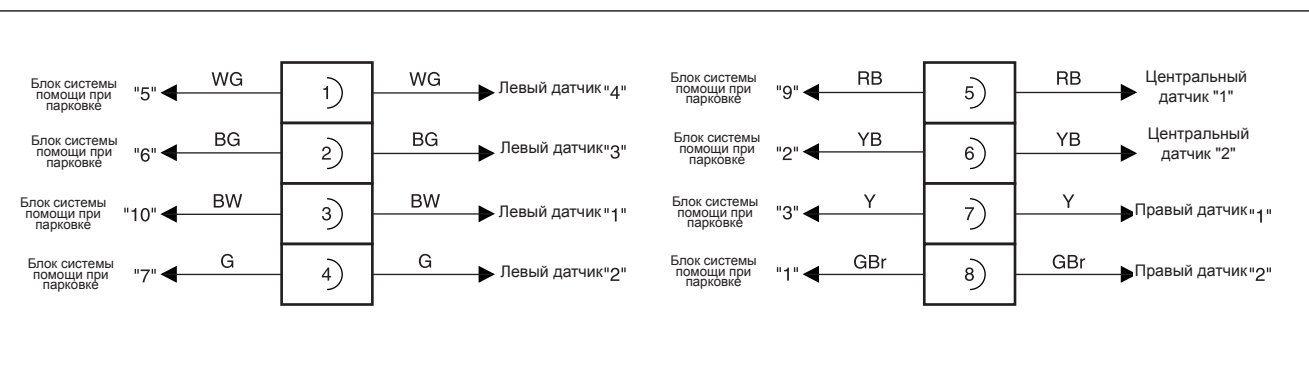 Блок системы
помощи при
парковке
"5"
WG
1
WG
Левый датчик "4"
Блок системы
помощи при
парковке
"6"
BG
2
BG
Левый датчик "3"
Блок системы
помощи при
парковке
"10"
BW
3
BW
Левый датчик "1"
Блок системы
помощи при
парковке
"7"
G
4
G
Левый датчик "2"
Блок системы
помощи при
парковке
"9"
RB
5
RB
Центральный
датчик "1"
Блок системы
помощи при
парковке
"2"
YB
6
YB
Центральный
датчик "2"
Блок системы
помощи при
парковке
"3"
Y
7
Y
Правый датчик "1"
Блок системы
помощи при
парковке
"1"
GBr
8
GBr
Правый датчик "2"